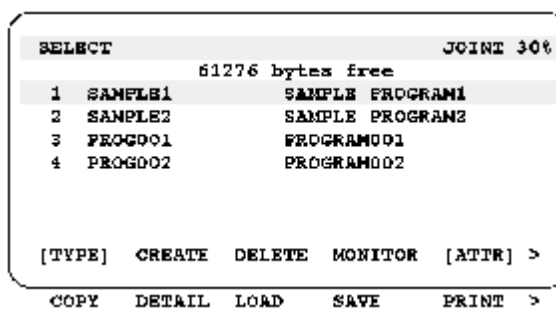 SELECT JOINT 30%
61276 bytes free
1 SAMPLE1 SAMPLE PROGRAM1
2 SAMPLE2 SAMPLE PROGRAM2
3 PROG001 PROGRAM001
4 PROG002 PROGRAM002
[TYPE] CREATE DELETE MONITOR [ATTR] >
COPY DETAIL LOAD SAVE PRINT >